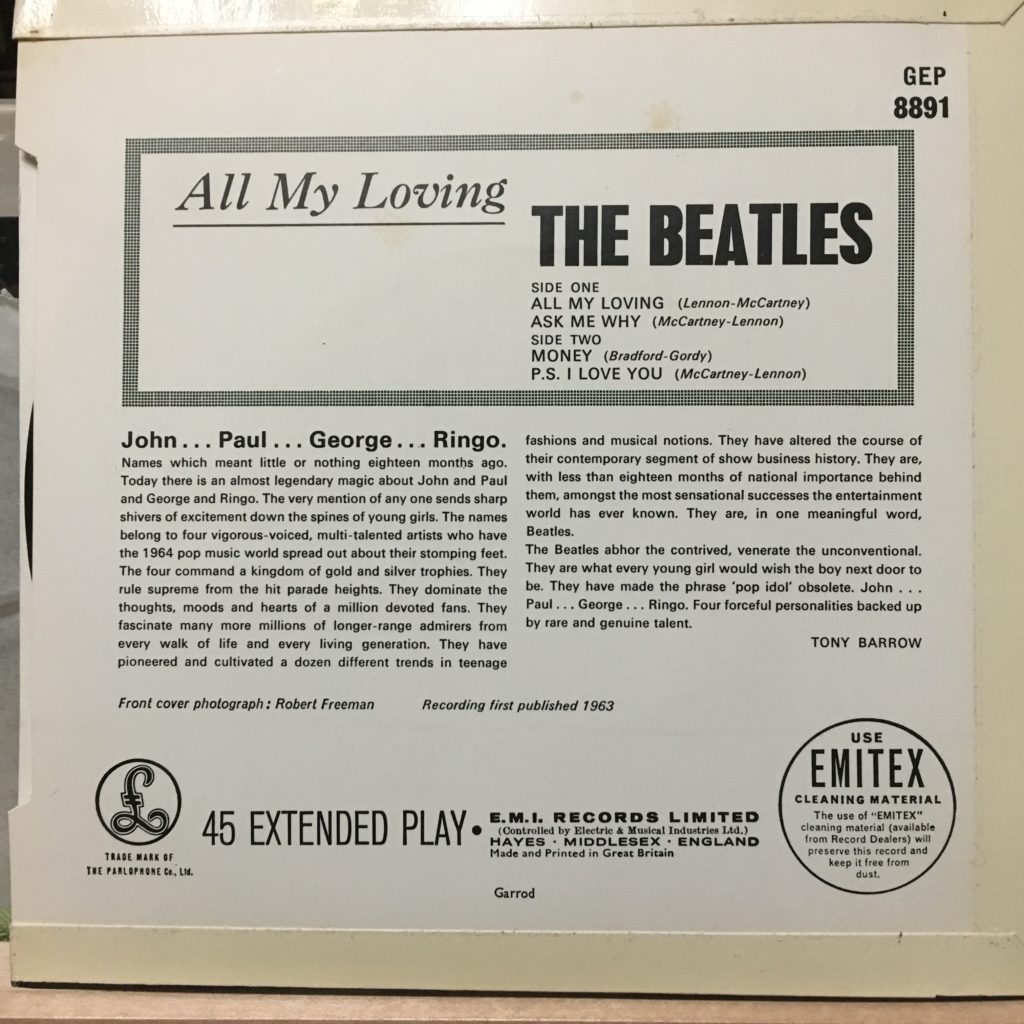 GEP
8891
All My Loving
THE BEATLES
SIDE ONE
ALL MY LOVING (Lennon-McCartney)
ASK ME WHY (McCartney-Lennon)
SIDE TWO
MONEY (Bradford-Gordy)
P.S. I LOVE YOU (McCartney-Lennon)
John . . . Paul . . . George . . . Ringo.
Names which meant little or nothing eighteen months ago.
Today there is an almost legendary magic about John and Paul
and George and Ringo. The very mention of any one sends sharp
shivers of excitement down the spines of young girls. The names
belong to four vigorous-voiced, multi-talented artists who have
the 1964 pop music world spread out about their stomping feet.
The four command a kingdom of gold and silver trophies. They
rule supreme from the hit parade heights. They dominate the
thoughts, moods and hearts of a million devoted fans. They
fascinate many more millions of longer-range admirers from
every walk of life and every living generation. They have
pioneered and cultivated a dozen different trends in teenage
fashions and musical notions. They have altered the course of
their contemporary segment of show business history. They are,
with less than eighteen months of national importance behind
them, amongst the most sensational successes the entertainment
world has ever known. They are, in one meaningful word,
Beatles.
The Beatles abhor the contrived, venerate the unconventional.
They are what every young girl would wish the boy next door to
be. They have made the phrase 'pop idol' obsolete. John . . .
Paul . . . George . . . Ringo. Four forceful personalities backed up
by rare and genuine talent.
TONY BARROW
Front cover photograph: Robert Freeman
Recording first published 1963
£
TRADE MARK OF
THE PARLOPHONE Co., Ltd.
45 EXTENDED PLAY •
E.M.I. RECORDS LIMITED
(Controlled by Electric & Musical Industries Ltd.)
HAYES · MIDDLESEX · ENGLAND
Made and Printed in Great Britain
Garrod
USE
EMITEX
CLEANING MATERIAL
The use of "EMITEX"
cleaning material (available
from Record Dealers) will
preserve this record and
keep it free from
dust.